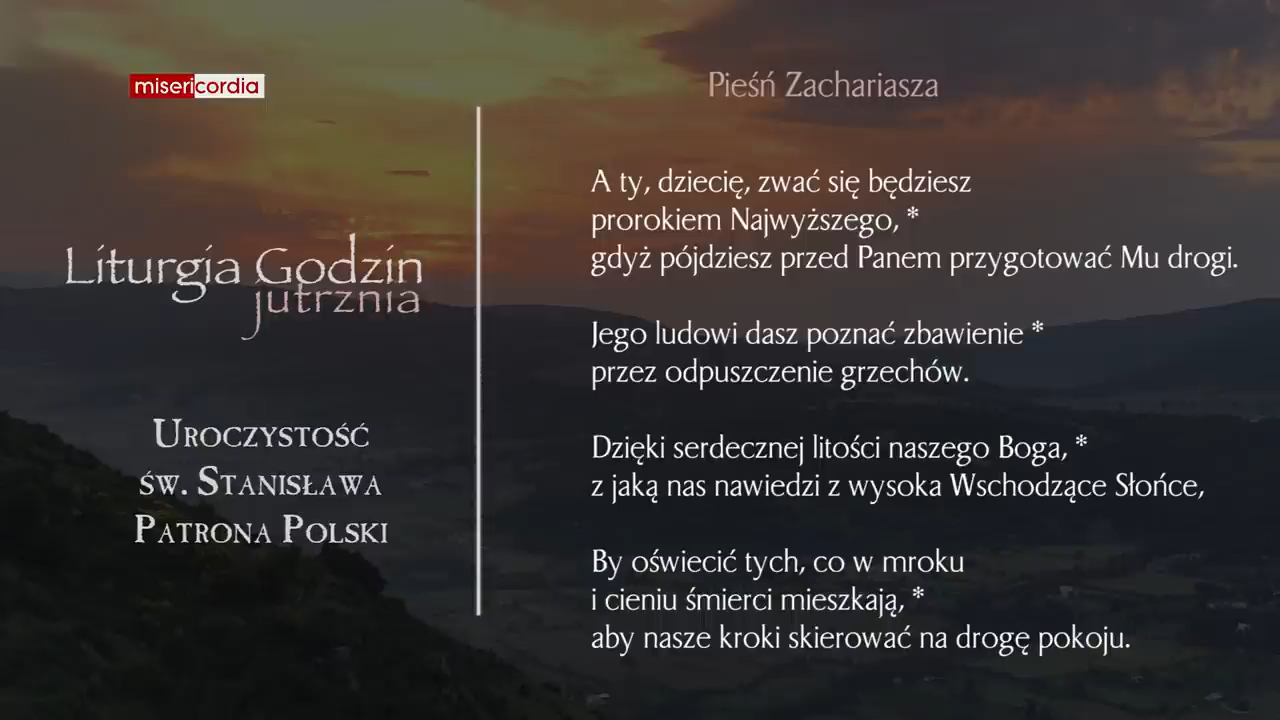 misericordia
Liturgia Godzin
jutrznia
Uroczystość
św. Stanisława
Patrona Polski
Pieśń Zachariasza
A ty, dziecię, zwać się będziesz
prorokiem Najwyższego, *
gdyż pójdziesz przed Panem przygotować Mu drogi.
Jego ludowi dasz poznać zbawienie *
przez odpuszczenie grzechów.
Dzięki serdecznej litości naszego Boga, *
z jaką nas nawiedzi z wysoka Wschodzące Słońce,
By oświecić tych, co w mroku
i cieniu śmierci mieszkają, *
aby nasze kroki skierować na drogę pokoju.